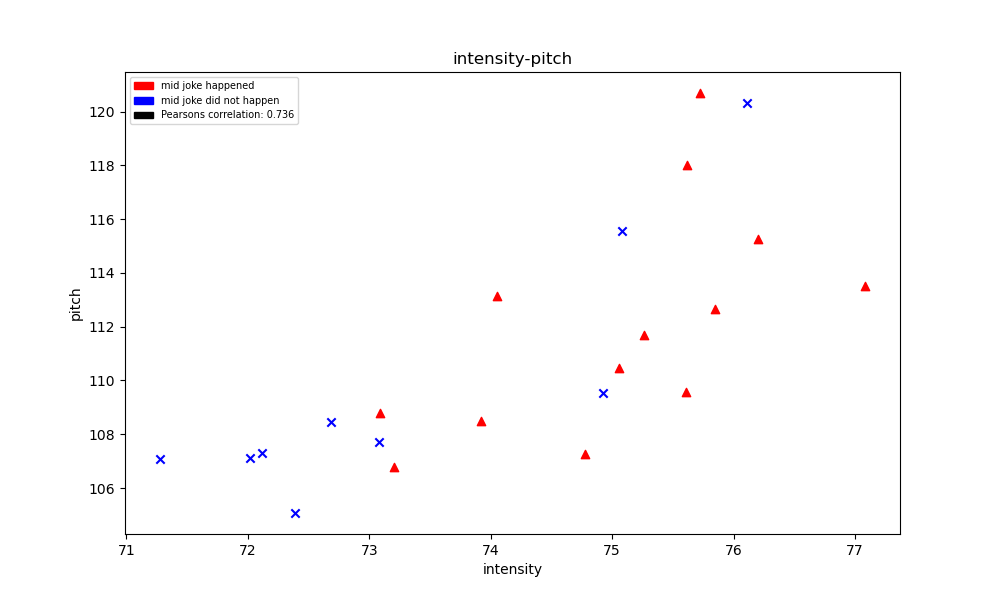 intensity-pitch
mid joke happened
mid joke did not happen
Pearsons correlation: 0.736
120
118
116
114
112
110
108
106
pitch
71 72 73 74 75 76 77
intensity